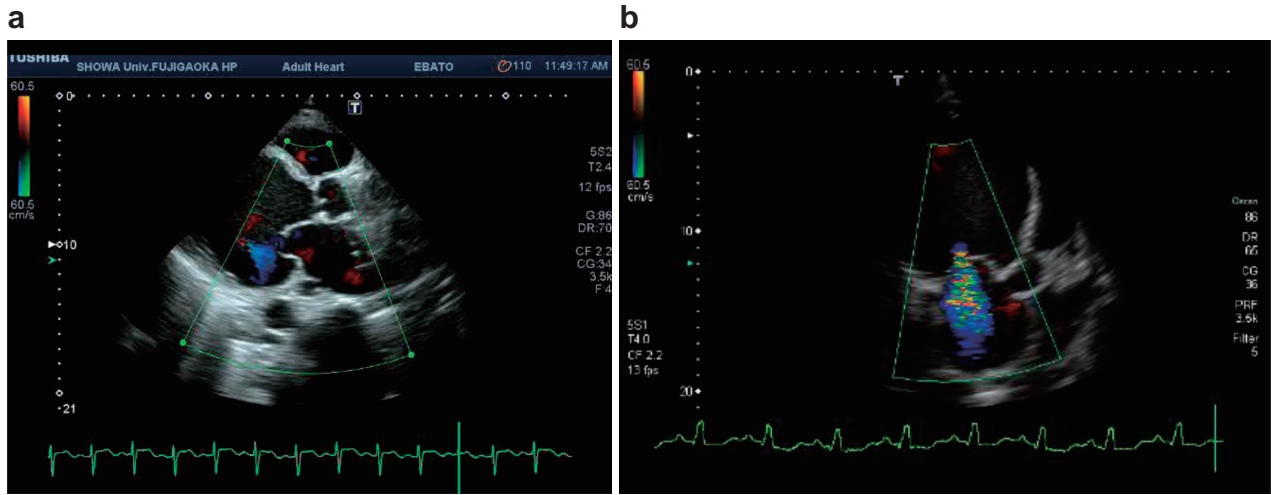 a
b
TOSHIBA
SHOWA Univ.FUJIGAOKA HP Adult Heart EBATO 110 11:49:17 AM
60.5
60.5
cm/s
0
10
21
T
5S2
T2.4
12 fps
G:86
DR:70
CF 2.2
CG:34
3.5k
F:4
60.5
60.5
cm/s
0
10
20
T
5S1
T4.0
CF 2.2
13 fps
86
DR
65
CG
36
PRF
3.5k
Filter
5